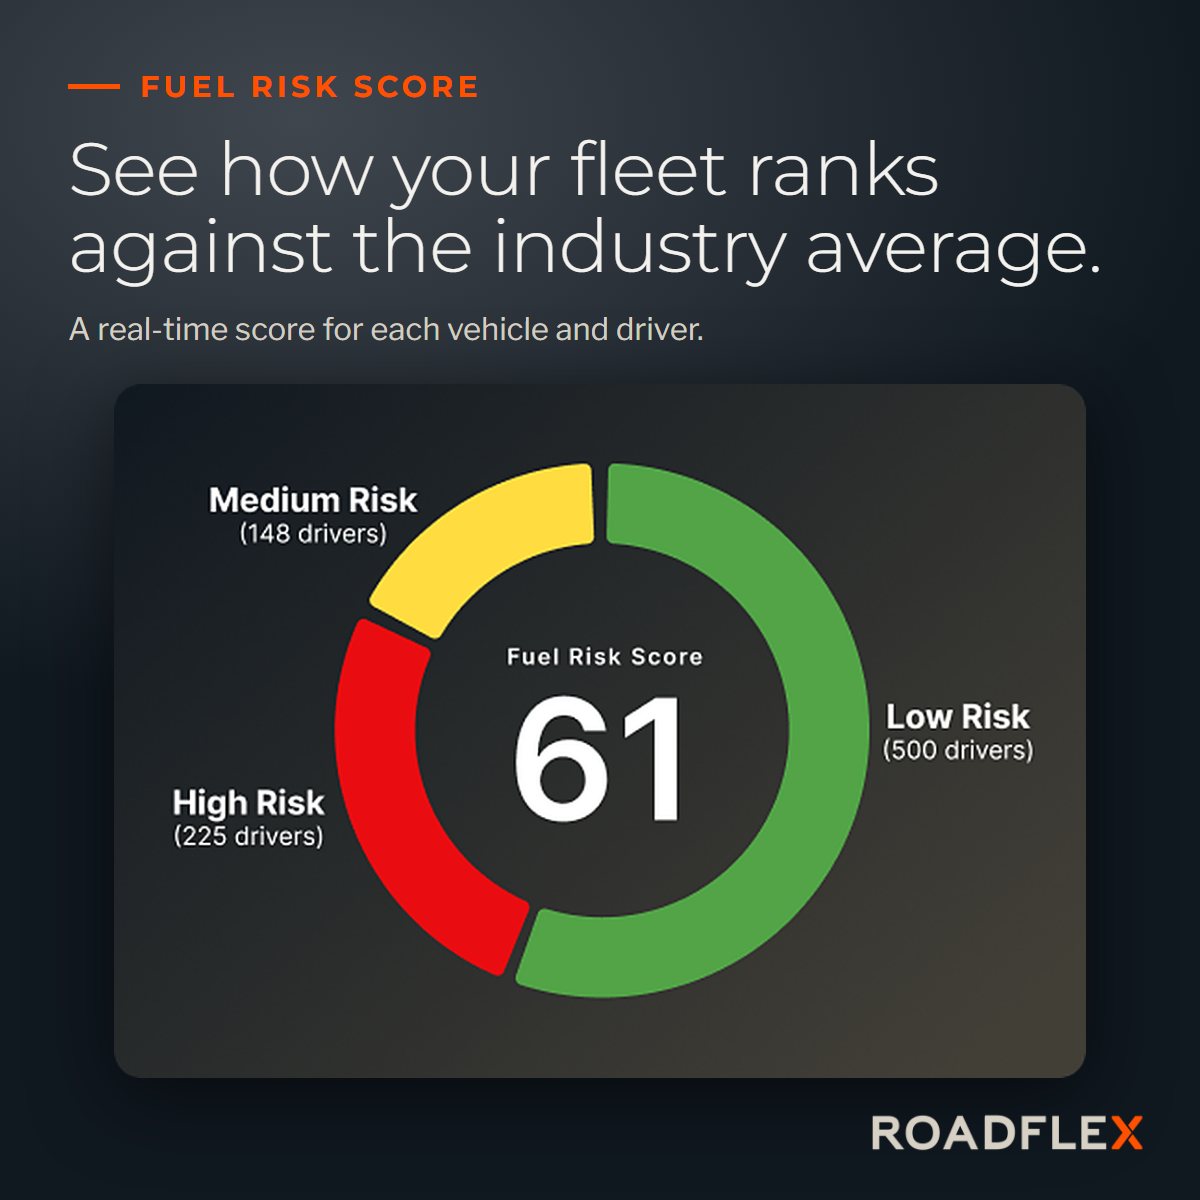 FUEL RISK SCORE
See how your fleet ranks
against the industry average.
A real-time score for each vehicle and driver.
Medium Risk
(148 drivers)
Fuel Risk Score
61
Low Risk
(500 drivers)
High Risk
(225 drivers)
ROADFLEX